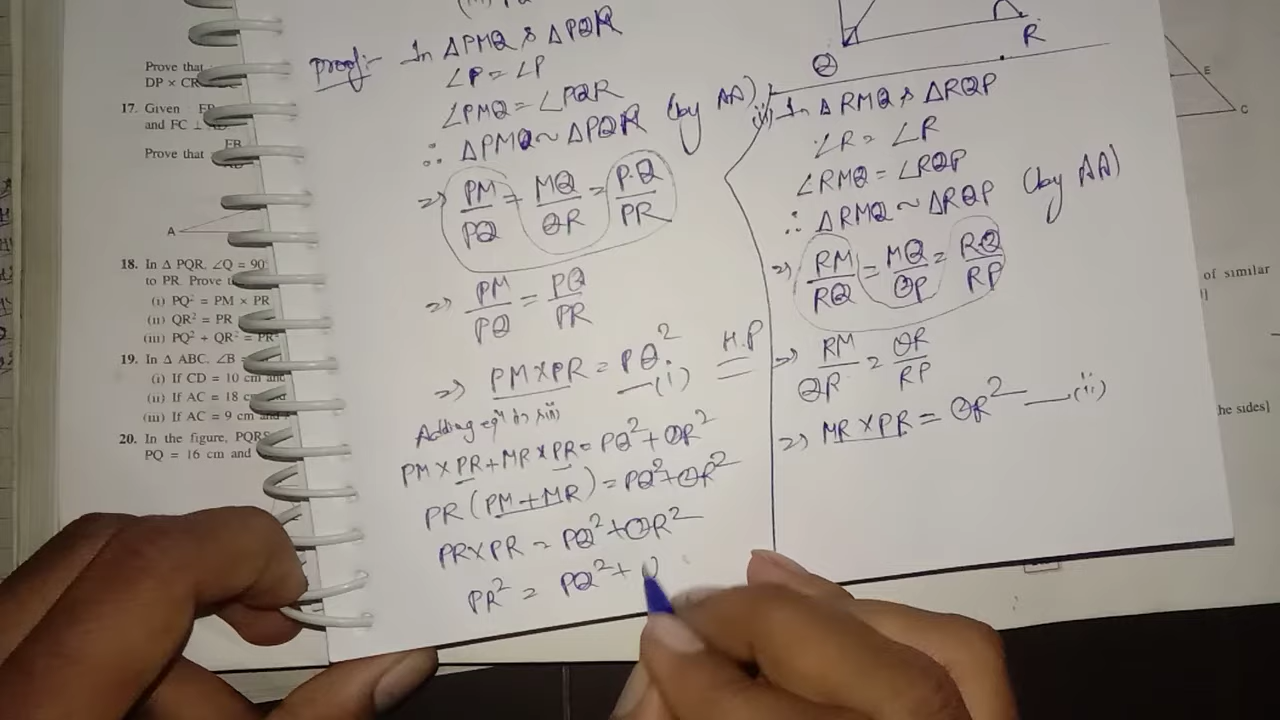 Prove that
DP × CR
17. Given FB
and FC ⊥
Prove that FB
A
18. In Δ PQR, ∠Q = 90°
to PR. Prove t
(i) PQ² = PM × PR
(ii) QR² = PR
(iii) PQ² + QR² = PR²
19. In Δ ABC, ∠B =
(i) If CD = 10 cm and
(ii) If AC = 18 c
(iii) If AC = 9 cm and
20. In the figure, PQRS
PQ = 16 cm and
Proof:- In ΔPMQ & ΔPQR
∠P = ∠P
∠PMQ = ∠PQR
∴ ΔPMQ ~ ΔPQR (by AA)
=> PM/PQ = MQ/QR = PQ/PR
=> PM/PQ = PQ/PR
=> PM×PR = PQ². —(i) H.P
Adding eqⁿ (i) & (ii)
PM×PR+MR×PR = PQ²+QR²
PR(PM+MR) = PQ²+QR²
PR×PR = PQ²+QR²
PR² = PQ²+
Q
R
(ii) In ΔRMQ & ΔRQP
∠R = ∠R
∠RMQ = ∠RQP
∴ ΔRMQ ~ ΔRQP (by AA)
=> RM/RQ = MQ/QP = RQ/RP
=> RM/QR = QR/RP
=> MR×PR = QR² —(ii)
E
C
of similar
he sides]